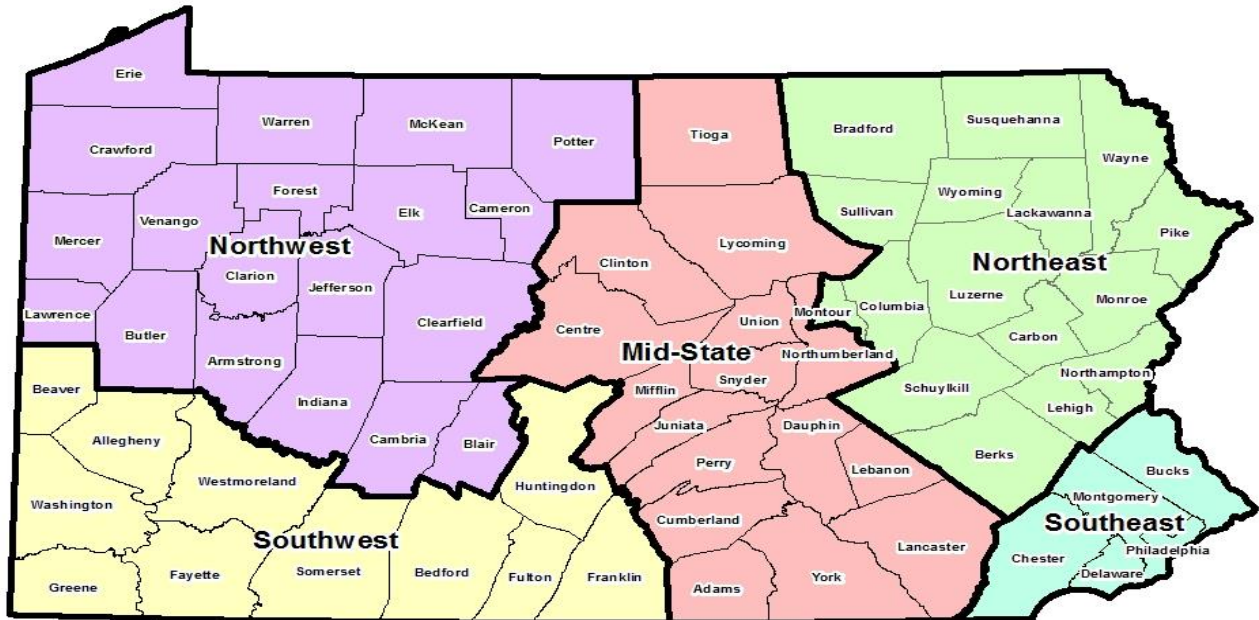 Erie
Warren
McKean
Potter
Tioga
Bradford
Susquehanna
Crawford
Wayne
Forest
Elk
Cameron
Wyoming
Lackawanna
Venango
Sullivan
Mercer
Northwest
Lycoming
Pike
Clarion
Clinton
Northeast
Jefferson
Luzerne
Monroe
Lawrence
Columbia
Montour
Butler
Clearfield
Centre
Union
Carbon
Armstrong
Mid-State
Northumberland
Beaver
Mifflin
Snyder
Northampton
Schuylkill
Indiana
Lehigh
Allegheny
Cambria
Blair
Juniata
Dauphin
Berks
Perry
Lebanon
Bucks
Westmoreland
Huntingdon
Washington
Montgomery
Cumberland
Southeast
Southwest
Lancaster
Philadelphia
Chester
Greene
Fayette
Somerset
Bedford
Fulton
Franklin
Adams
York
Delaware